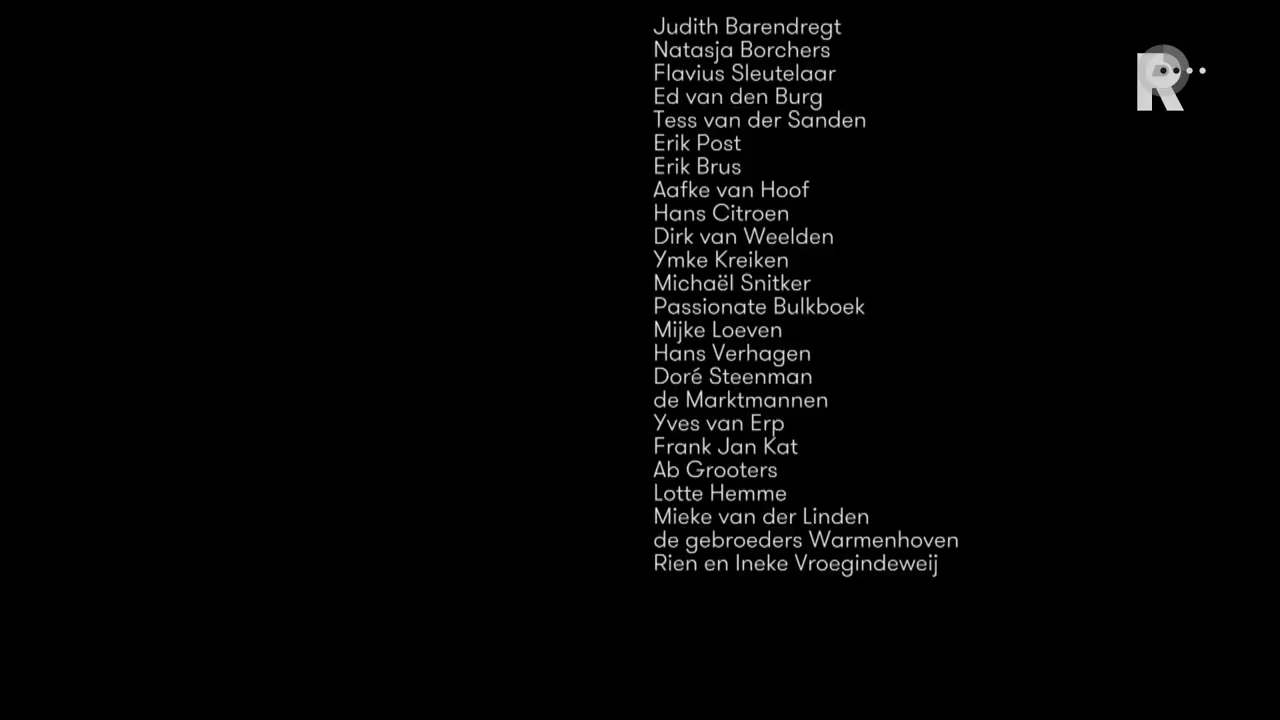 Judith Barendregt
Natasja Borchers
Flavius Sleutelaar
Ed van den Burg
Tess van der Sanden
Erik Post
Erik Brus
Aafke van Hoof
Hans Citroen
Dirk van Weelden
Ymke Kreiken
Michaël Snitker
Passionate Bulkboek
Mijke Loeven
Hans Verhagen
Doré Steenman
de Marktmannen
Yves van Erp
Frank Jan Kat
Ab Grooters
Lotte Hemme
Mieke van der Linden
de gebroeders Warmenhoven
Rien en Ineke Vroegindeweij
R